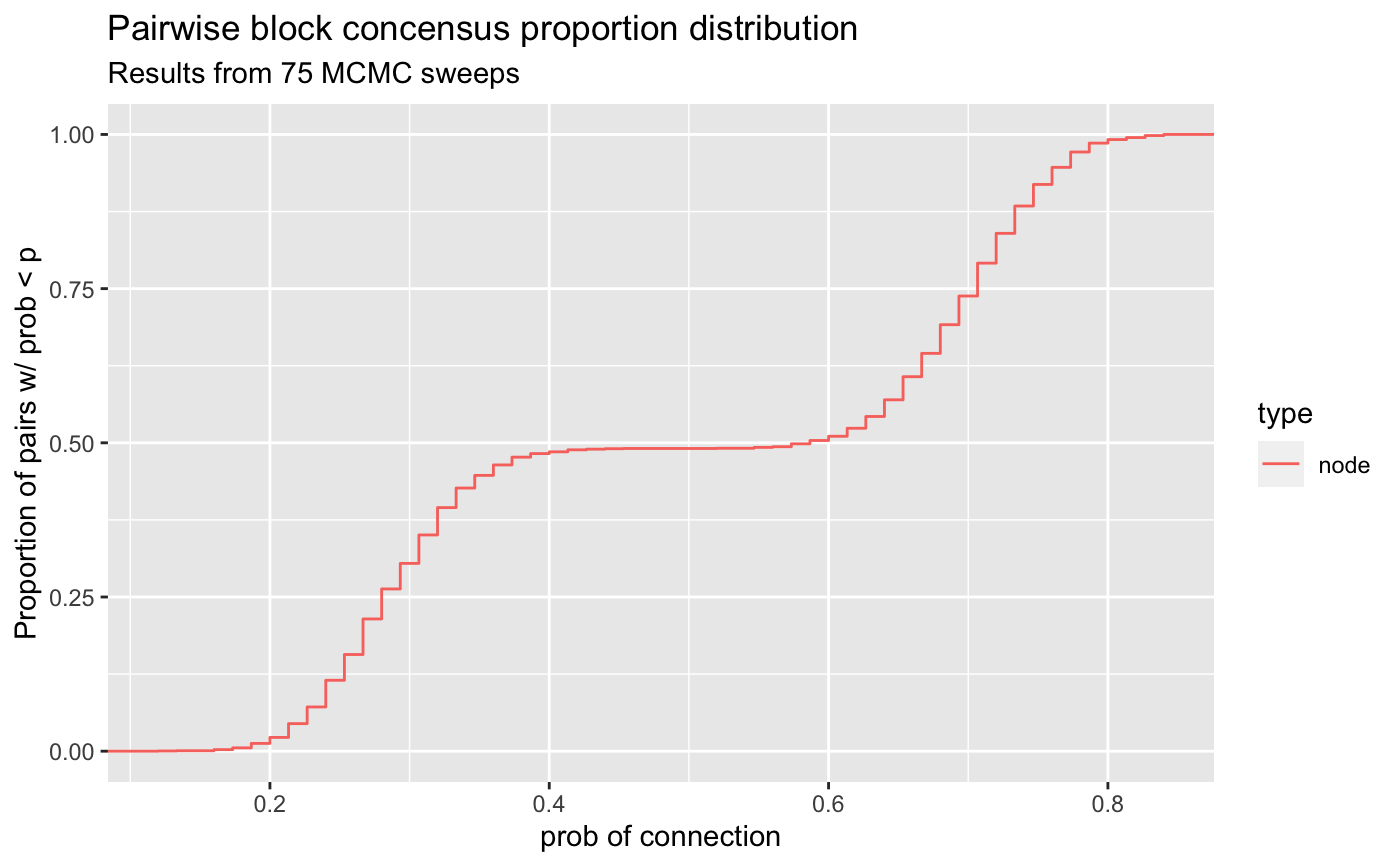 Pairwise block concensus proportion distribution
Results from 75 MCMC sweeps
Proportion of pairs w/ prob < p
1.00
0.75
0.50
0.25
0.00
0.2
0.4
0.6
0.8
prob of connection
type
node